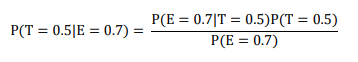 P(T = 0.5|E = 0.7) = P(E = 0.7|T = 0.5)P(T = 0.5)
P(E = 0.7)